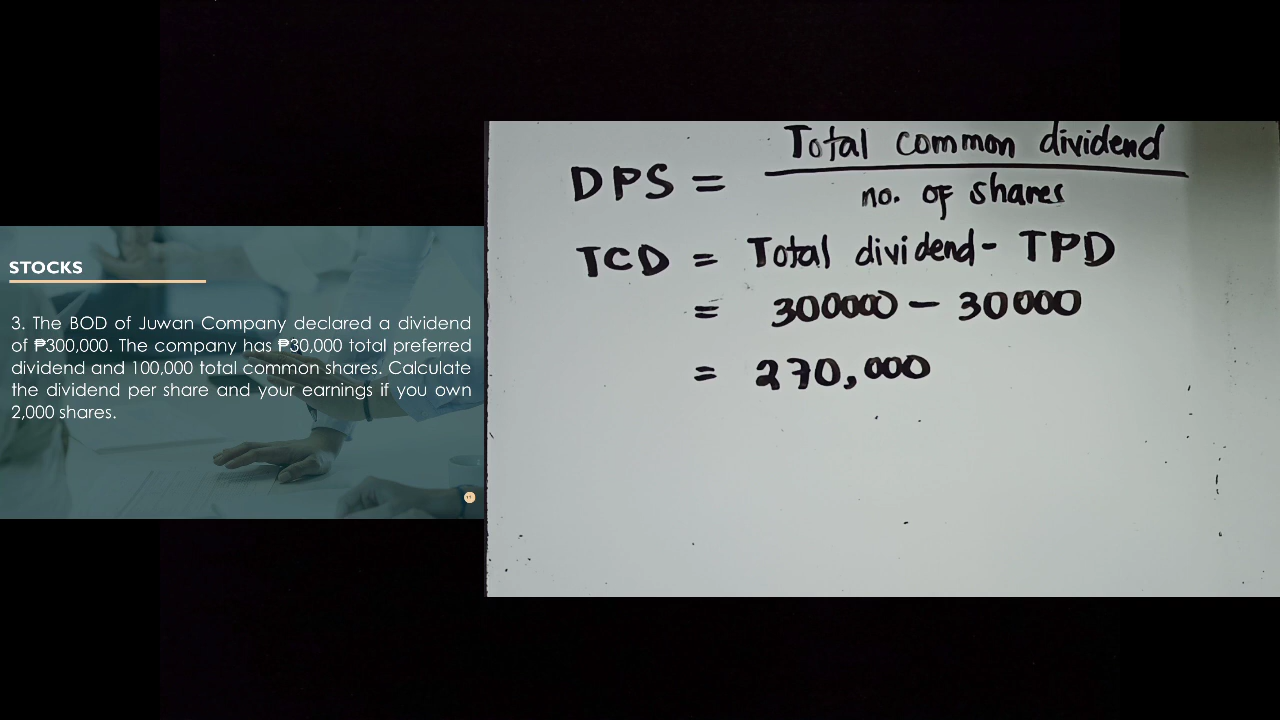 STOCKS
3. The BOD of Juwan Company declared a dividend
of ₱300,000. The company has ₱30,000 total preferred
dividend and 100,000 total common shares. Calculate
the dividend per share and your earnings if you own
2,000 shares.
DPS = Total common dividend
no. of shares
TCD = Total dividend - TPD
= 300000 - 30000
= 270,000